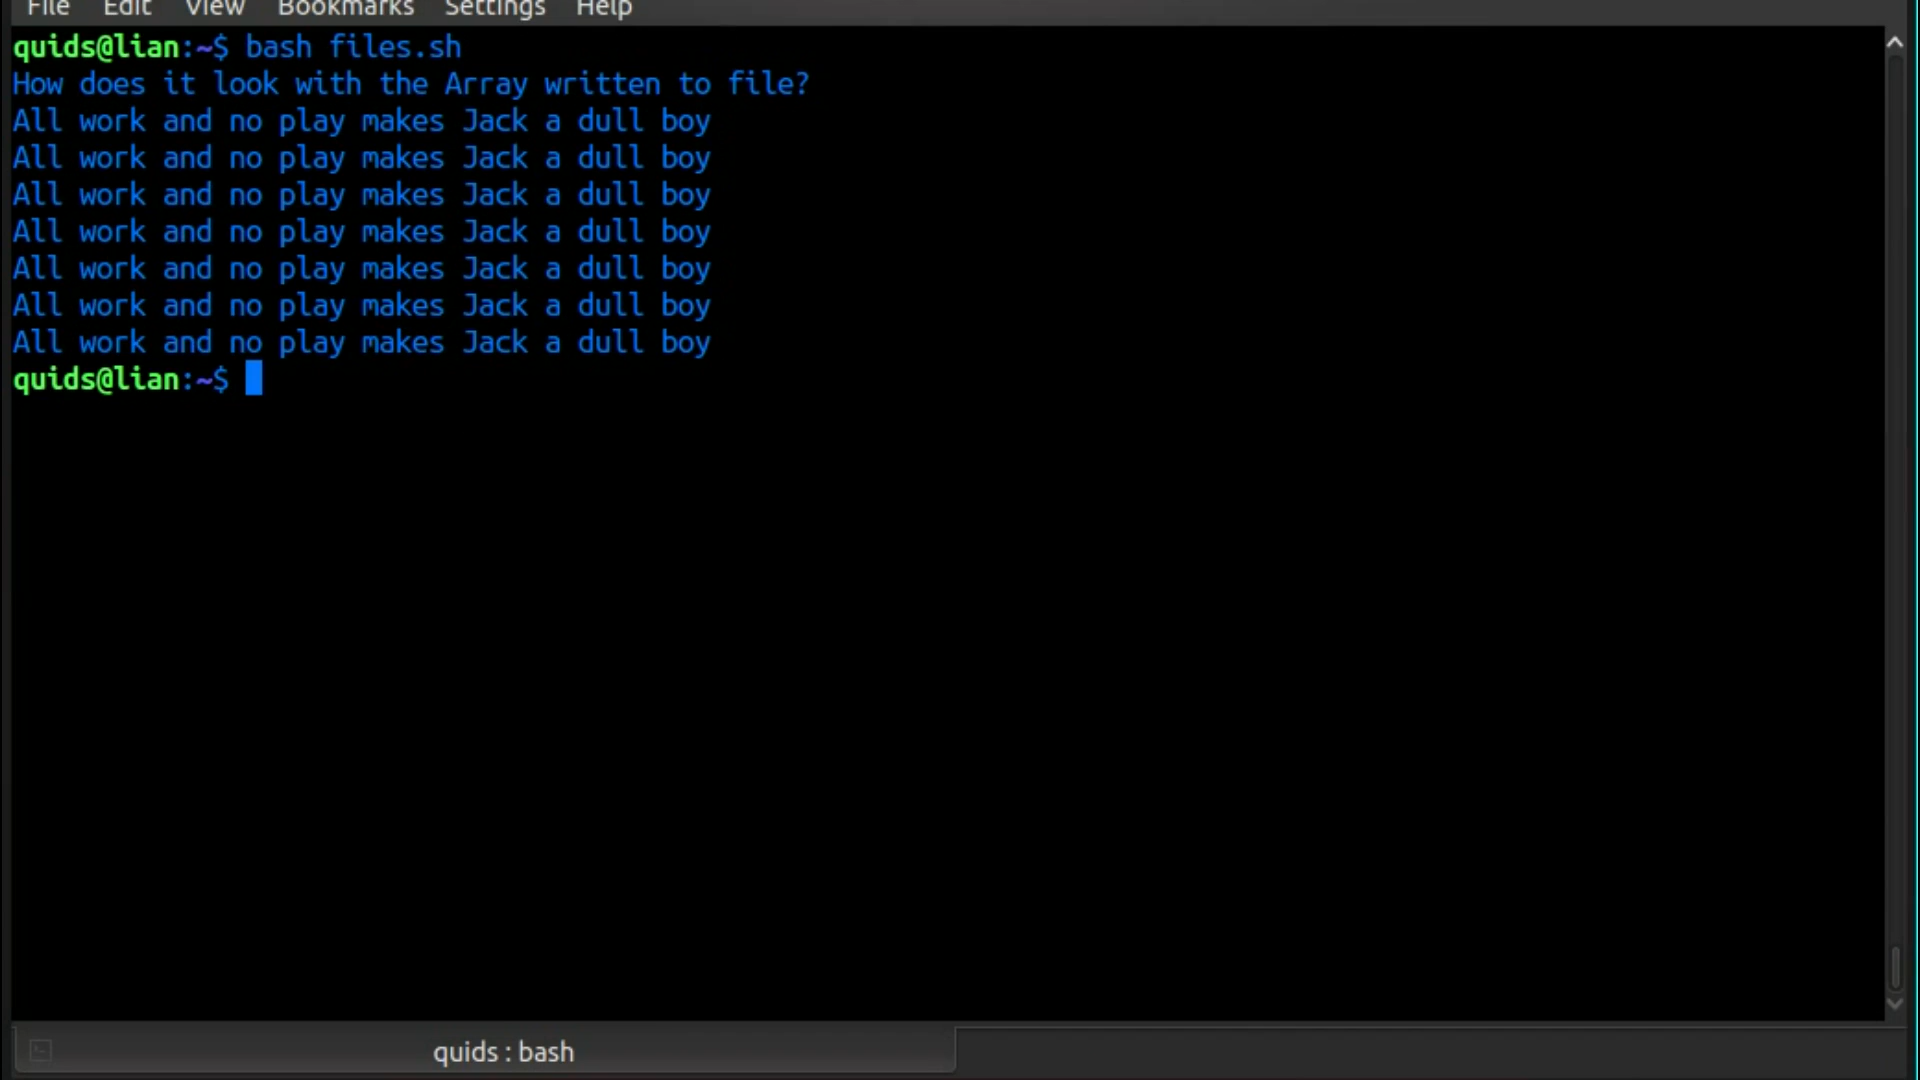 File Edit View Bookmarks Settings Help
quids@lian:~$ bash files.sh
How does it look with the Array written to file?
All work and no play makes Jack a dull boy
All work and no play makes Jack a dull boy
All work and no play makes Jack a dull boy
All work and no play makes Jack a dull boy
All work and no play makes Jack a dull boy
All work and no play makes Jack a dull boy
All work and no play makes Jack a dull boy
quids@lian:~$
quids : bash